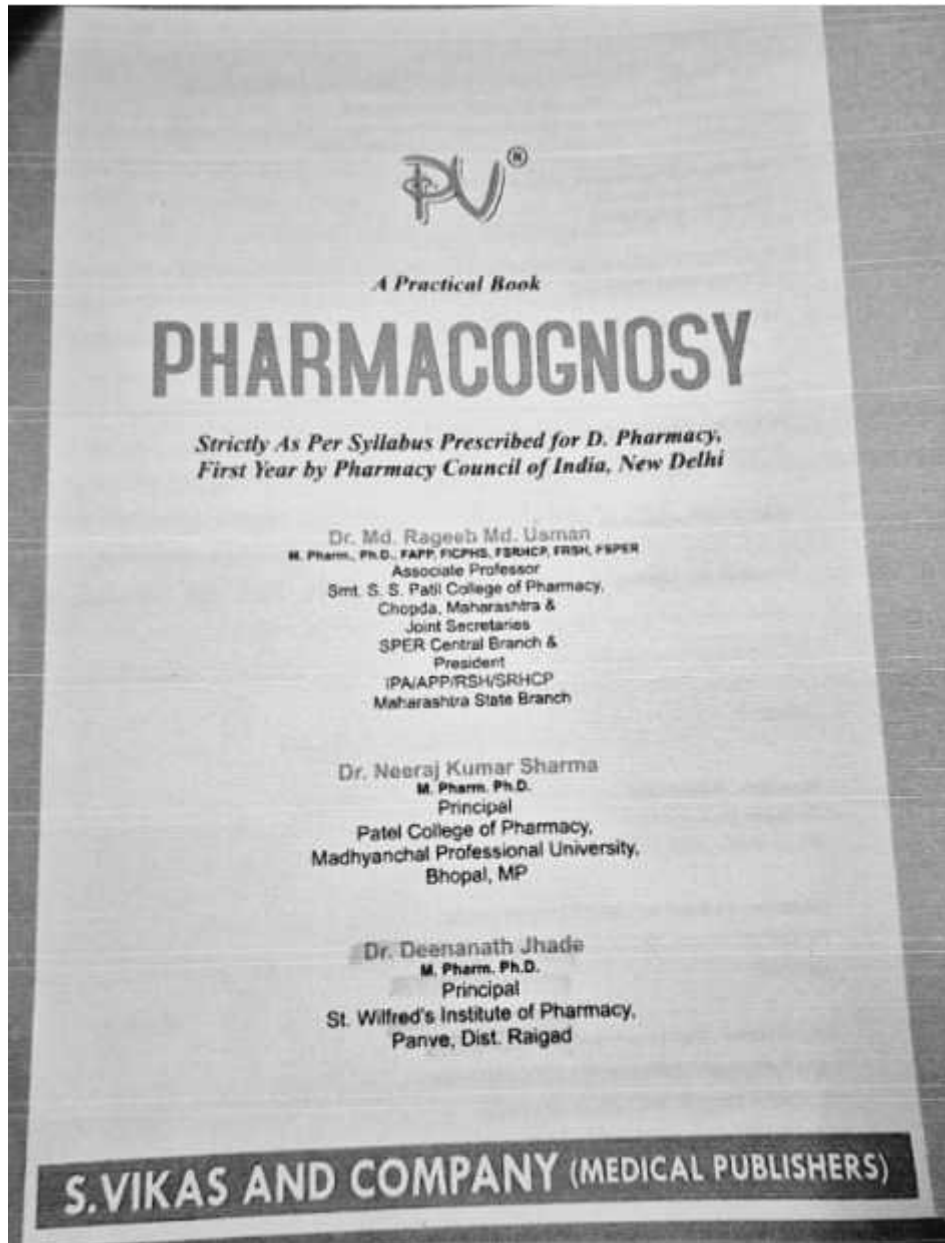 PV®
A Practical Book
PHARMACOGNOSY
Strictly As Per Syllabus Prescribed for D. Pharmacy,
First Year by Pharmacy Council of India, New Delhi
Dr. Md. Rageeb Md. Usman
M. Pharm., Ph.D., FAPP, FICPHS, FSRHCP, FRSH, FSPER
Associate Professor
Smt. S. S. Patil College of Pharmacy,
Chopda, Maharashtra &
Joint Secretaries
SPER Central Branch &
President
IPA/APP/RSH/SRHCP
Maharashtra State Branch
Dr. Neeraj Kumar Sharma
M. Pharm. Ph.D.
Principal
Patel College of Pharmacy,
Madhyanchal Professional University,
Bhopal, MP
Dr. Deenanath Jhade
M. Pharm. Ph.D.
Principal
St. Wilfred's Institute of Pharmacy,
Panve, Dist. Raigad
S.VIKAS AND COMPANY (MEDICAL PUBLISHERS)